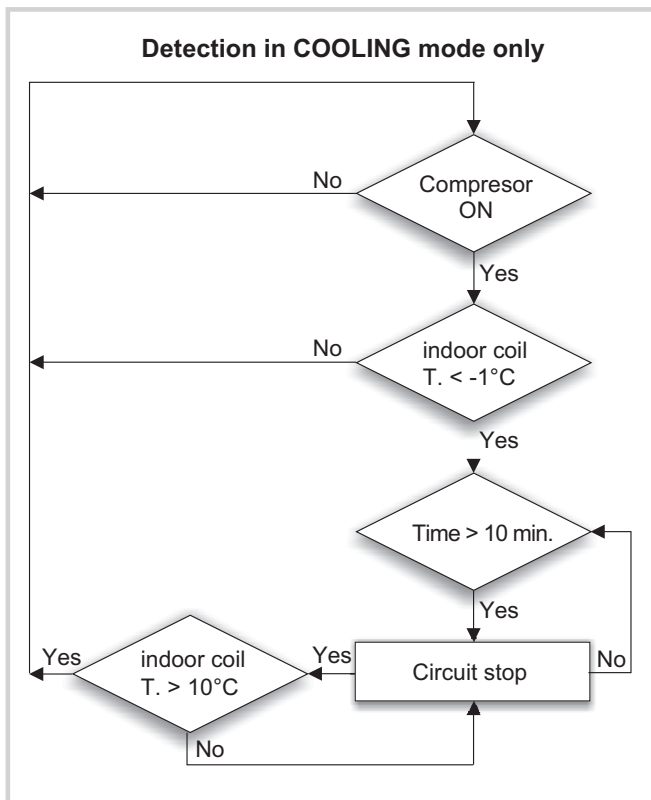 Detection in COOLING mode only
No
Compresor
ON
Yes
No
indoor coil
T. < -1°C
Yes
Time > 10 min.
Yes
Yes
indoor coil
T. > 10°C
Yes
Circuit stop
No
No